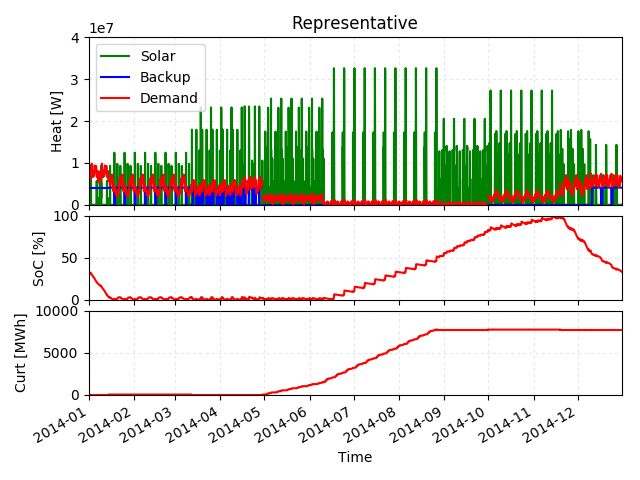 Representative
1e7
4
3
2
1
0
Heat [W]
Solar
Backup
Demand
100
50
0
SoC [%]
10000
5000
0
Curt [MWh]
2014-01
2014-02
2014-03
2014-04
2014-05
2014-06
2014-07
2014-08
2014-09
2014-10
2014-11
2014-12
Time